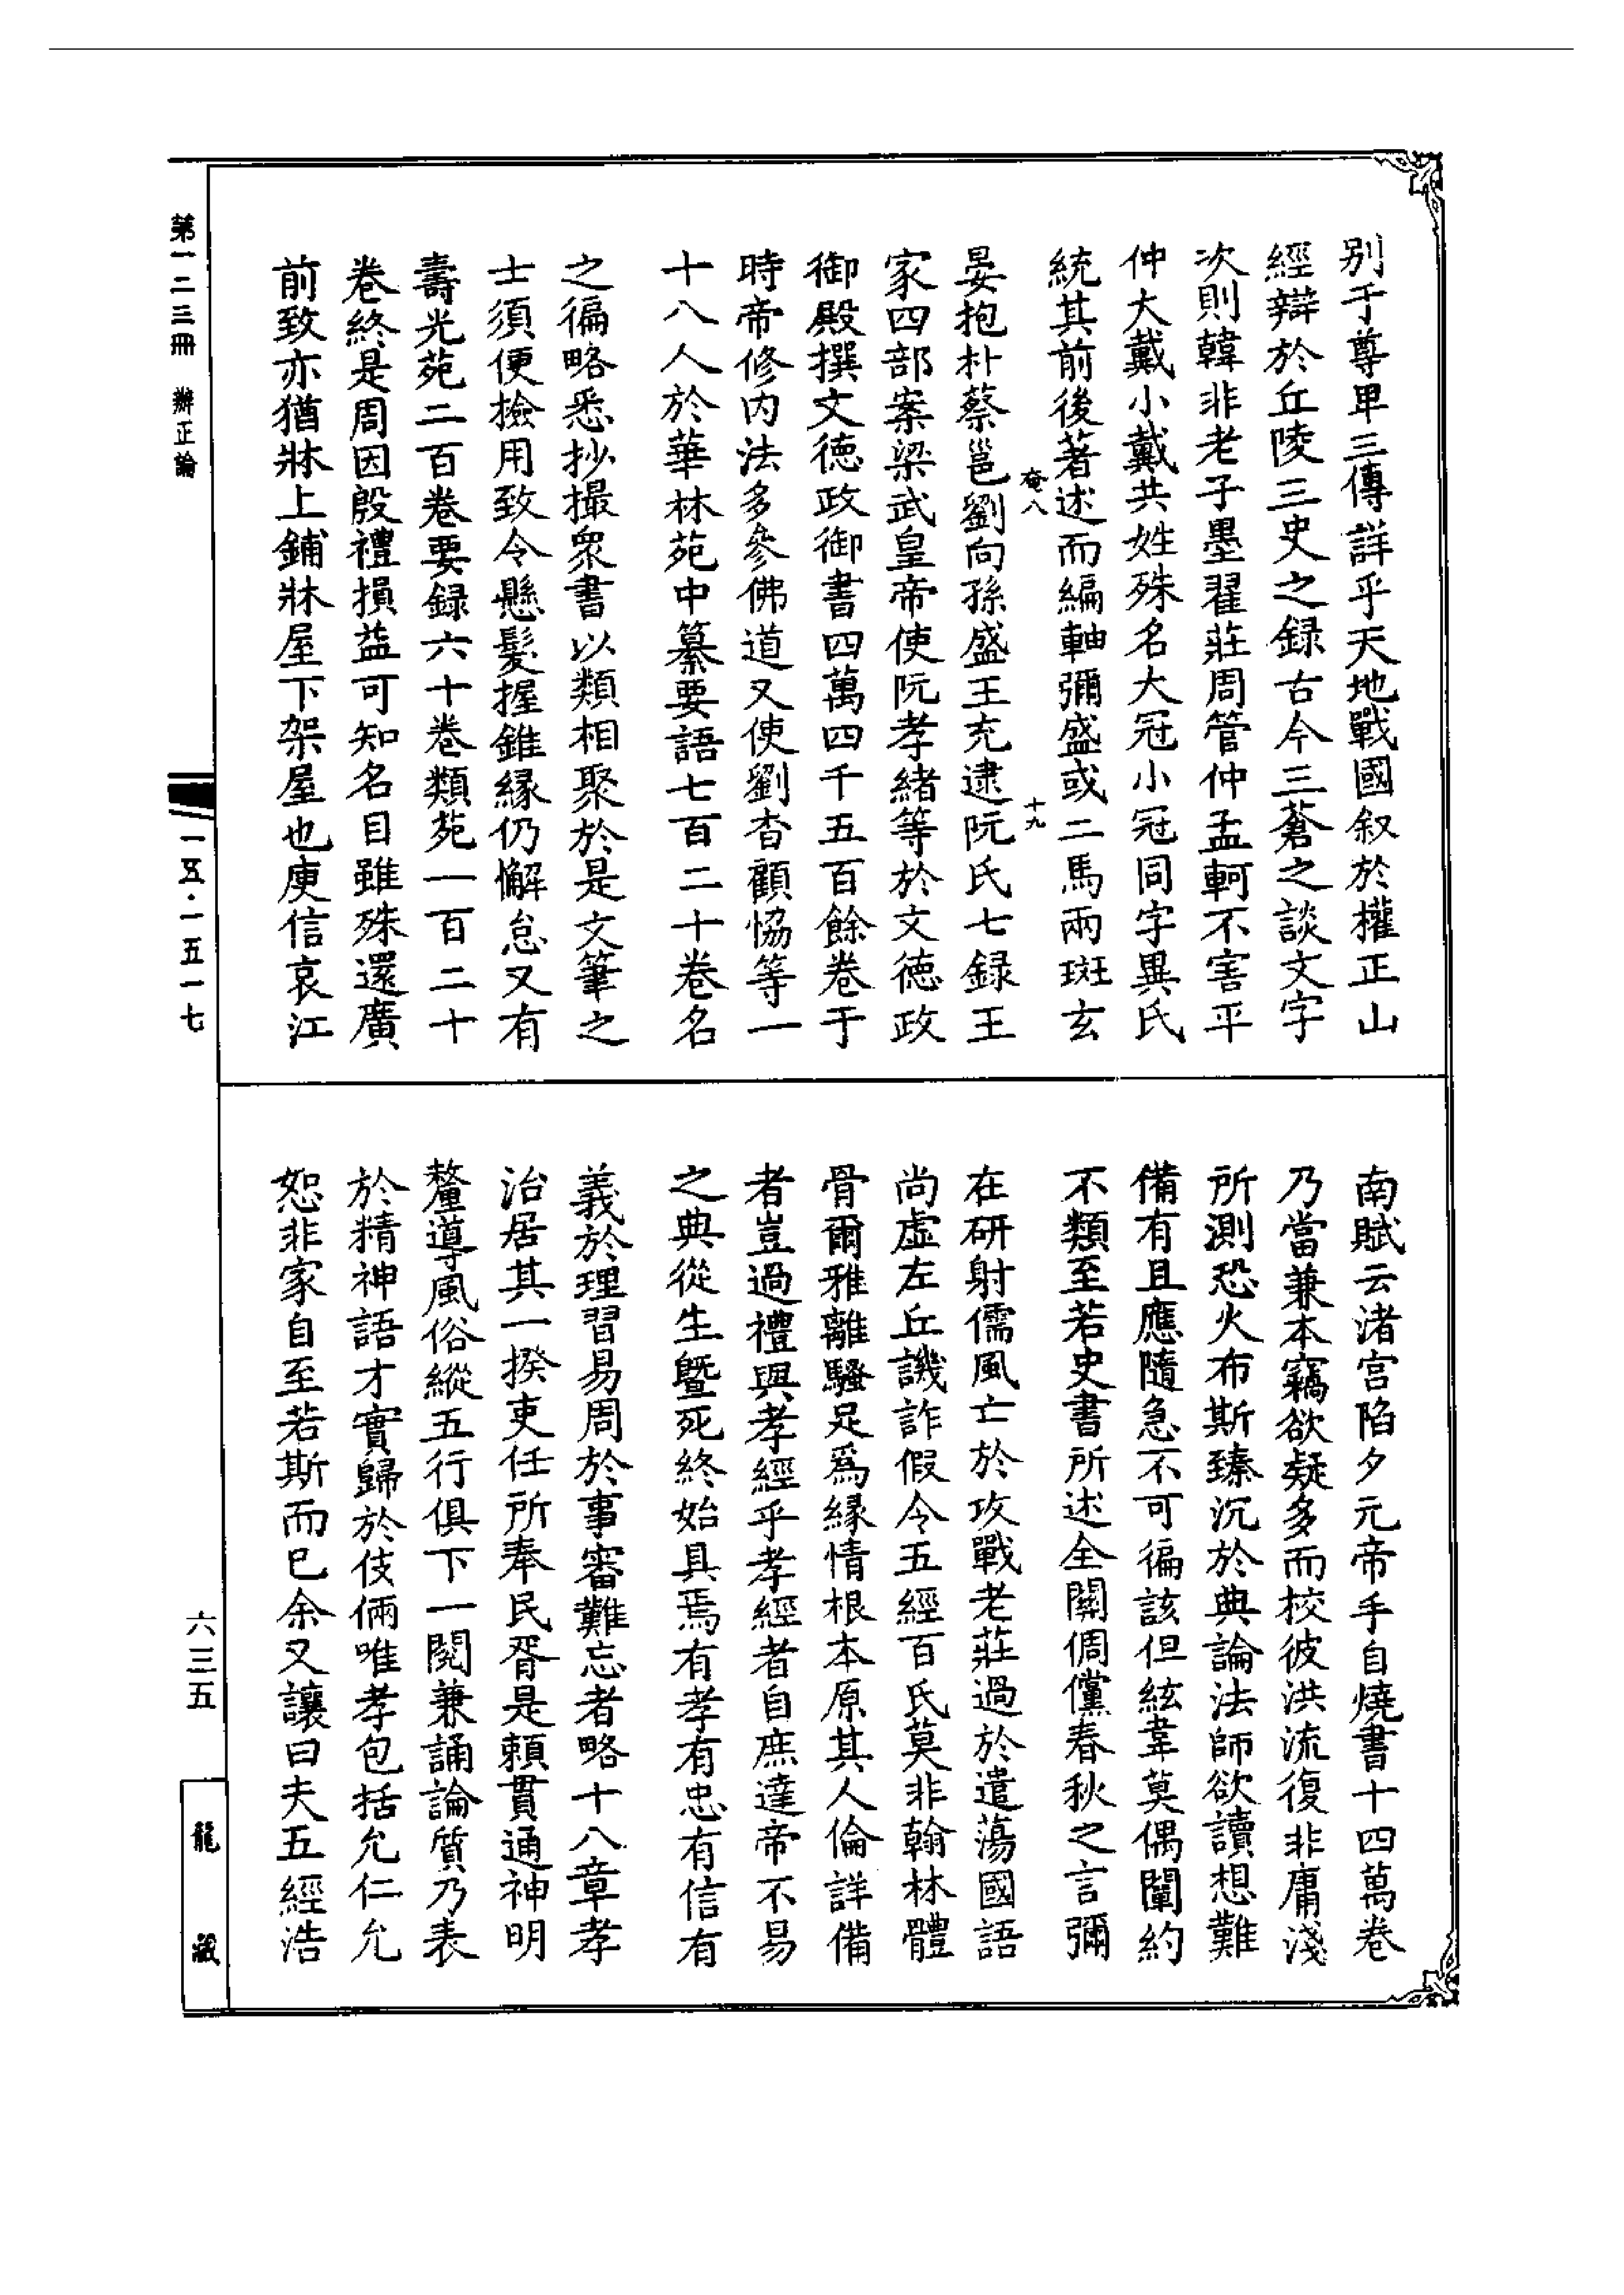 別于尊卑三傳詳乎天地戰國叙於權正山
經辯於丘陵三史之録古今三蒼之談文字
次則韓非老子墨翟莊周管仲孟軻不害平
仲大戴小戴共姓殊名大冠小冠同字異氏
統其前後著述而編軸彌盛或二馬兩班玄
奄八
十九
晏抱朴蔡邕劉向孫盛王充逮阮氏七録王
家四部案梁武皇帝使阮孝緒等於文德政
御殿撰文德政御書四萬四千五百餘卷于
時帝修内法多參佛道又使劉杳顧恊等一
十八人於華林苑中纂要語七百二十卷名
之徧略悉抄撮衆書以類相聚於是文筆之
士須便撿用致令懸髮握錐緣仍懈怠又有
壽光苑二百卷要録六十卷類苑一百二十
卷終是周因殷禮損益可知名目雖殊還廣
前致亦猶牀上鋪牀屋下架屋也庾信哀江
南賦云渚宮陷夕元帝手自燒書十四萬卷
乃當兼本竊欲疑多而校彼洪流復非庸淺
所測恐火布斯臻沉於典論法師欲讀想難
備有且應隨急不可徧該但絃韋莫偶闡約
不類至若史書所述全關倜儻春秋之言彌
在研射儒風亡於攻戰老莊過於遣蕩國語
尚虛左丘譏詐假令五經百氏莫非翰林體
骨爾雅離騷足爲緣情根本原其人倫詳備
者豈過禮與孝經乎孝經者自庶達帝不易
之典從生暨死終始具焉有孝有忠有信有
義於理習易周於事審難忘者略十八章孝
治居其一揆吏任所奉民胥是賴貫通神明
釐導風俗縱五行俱下一閱兼誦論質乃表
於精神語才實歸於伎倆唯孝包括允仁允
恕非家自至若斯而已余又讓曰夫五經浩
第一二三冊 辯正論
一五·一五一七
六三五
龍藏